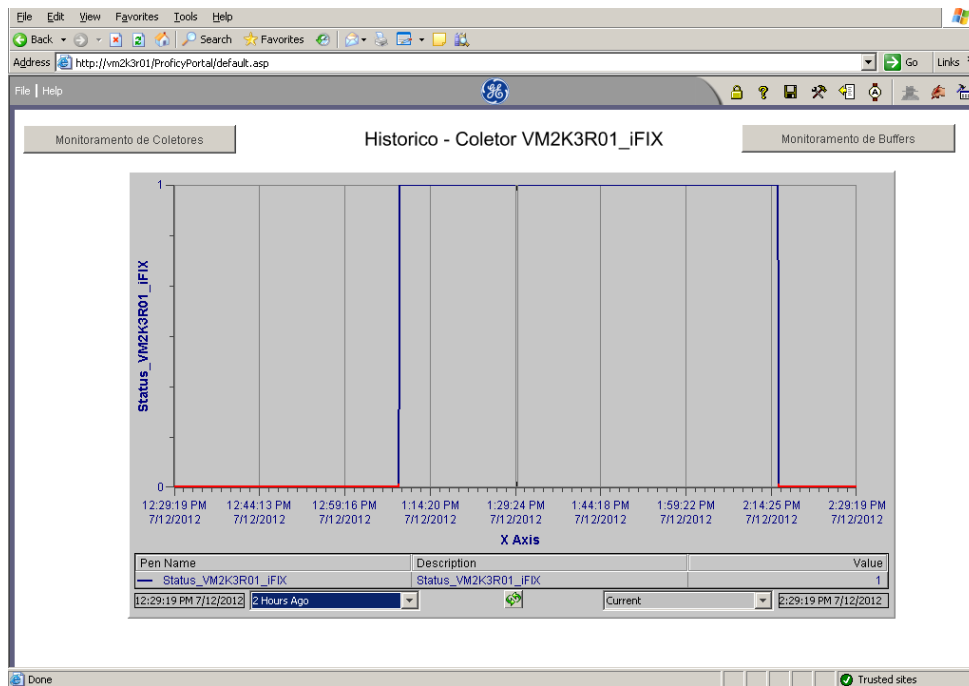 File Edit View Favorites Tools Help
Back Search Favorites
Address http://vm2k3r01/ProficyPortal/default.asp Go Links
File | Help
Monitoramento de Coletores Historico - Coletor VM2K3R01_iFIX Monitoramento de Buffers
1
Status_VM2K3R01_iFIX
0
12:29:19 PM 12:44:13 PM 12:59:16 PM 1:14:20 PM 1:29:24 PM 1:44:18 PM 1:59:22 PM 2:14:25 PM 2:29:19 PM
7/12/2012 7/12/2012 7/12/2012 7/12/2012 7/12/2012 7/12/2012 7/12/2012 7/12/2012 7/12/2012
X Axis
Pen Name Description Value
Status_VM2K3R01_iFIX Status_VM2K3R01_iFIX 1
12:29:19 PM 7/12/2012 2 Hours Ago Current 2:29:19 PM 7/12/2012
Done Trusted sites